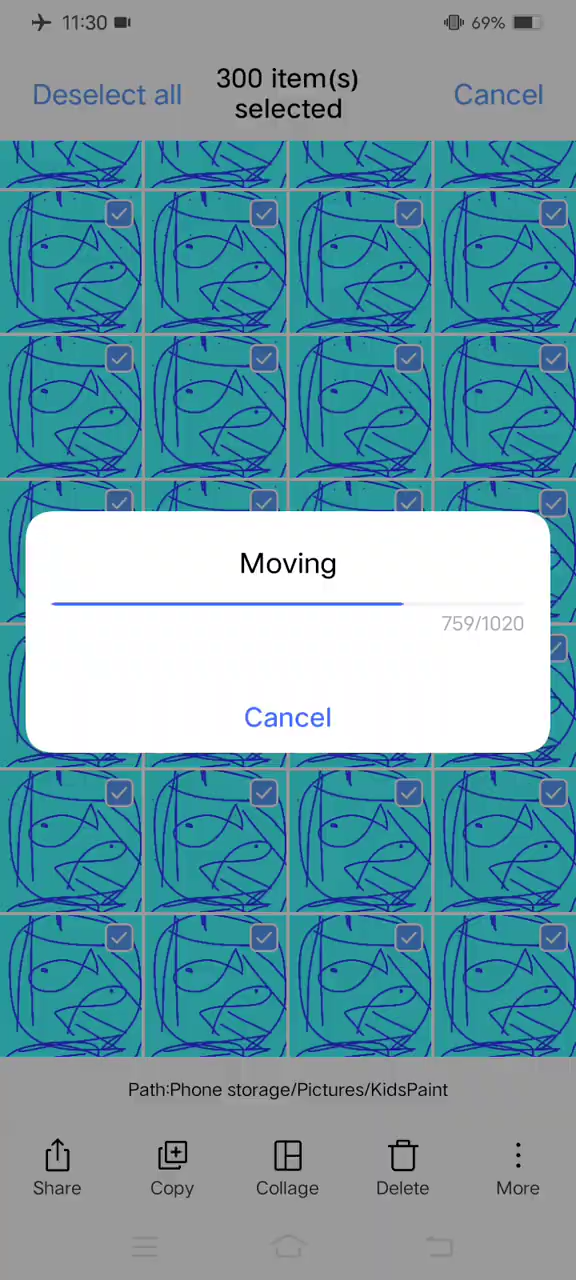 11:30
69%
Deselect all
300 item(s)
selected
Cancel
Moving
759/1020
Cancel
Path:Phone storage/Pictures/KidsPaint
Share
Copy
Collage
Delete
More